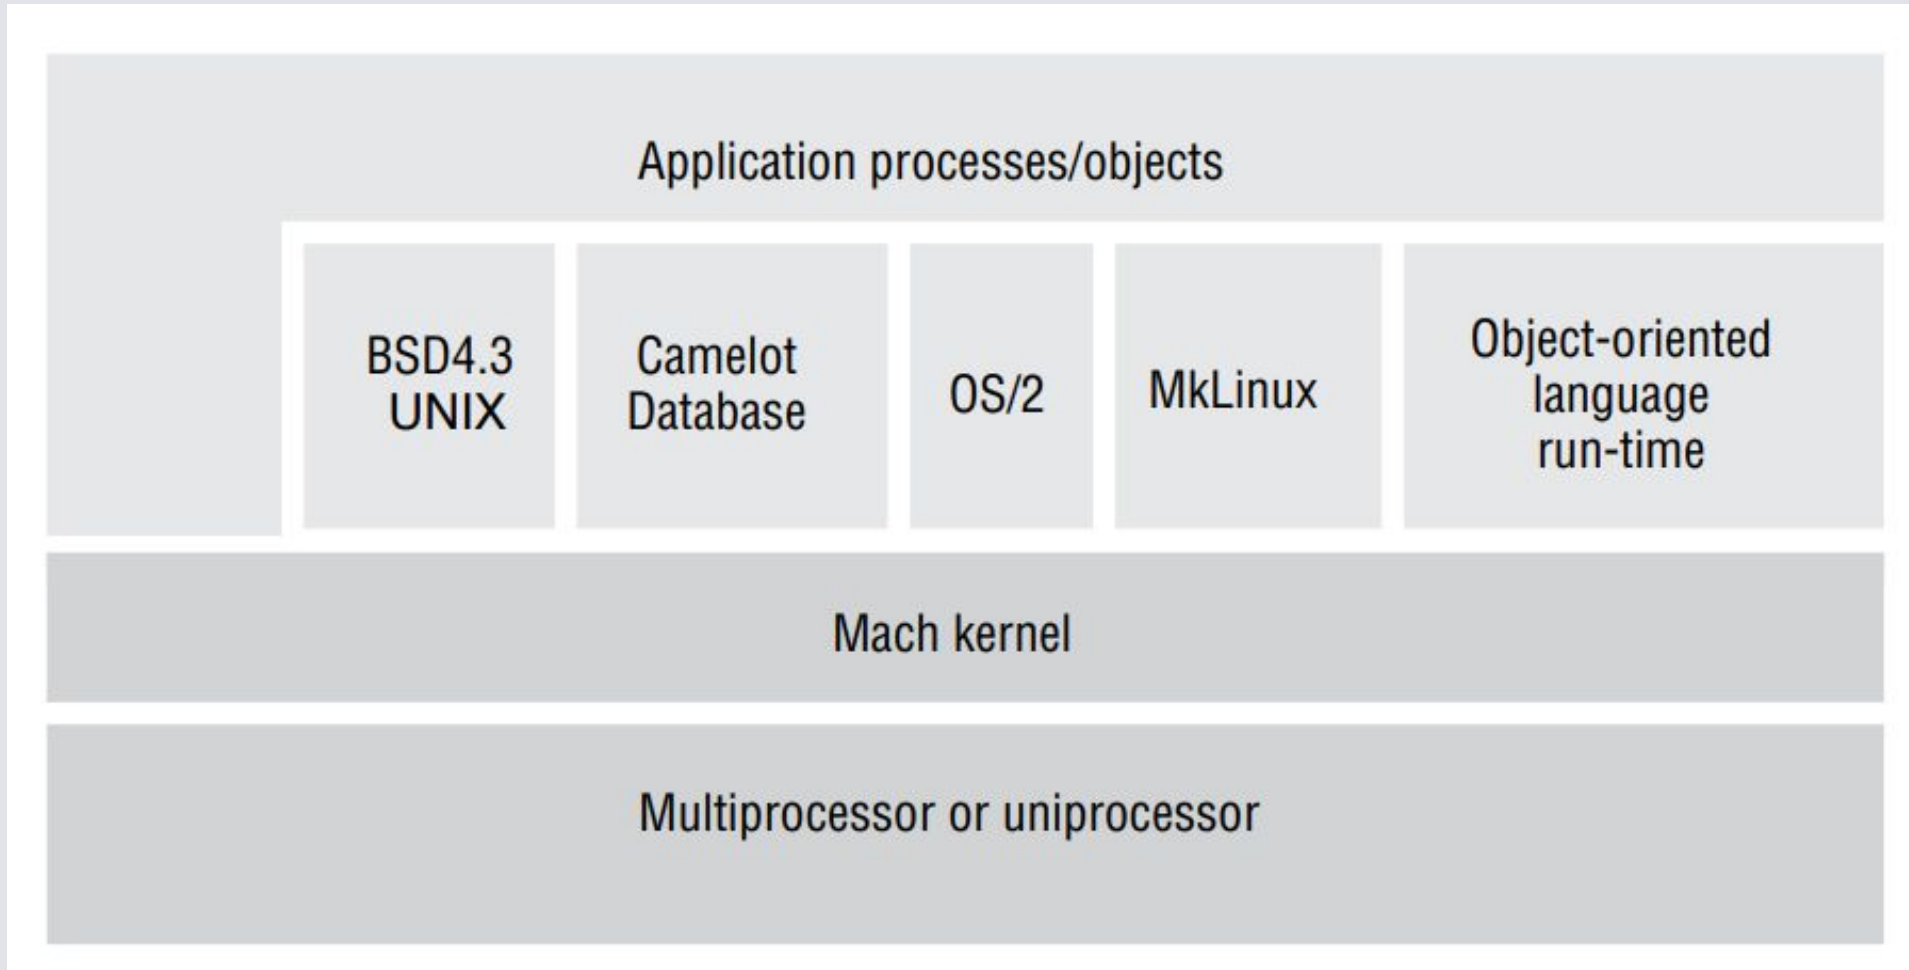 Application processes/objects
BSD4.3
UNIX
Camelot
Database
OS/2
MkLinux
Object-oriented
language
run-time
Mach kernel
Multiprocessor or uniprocessor